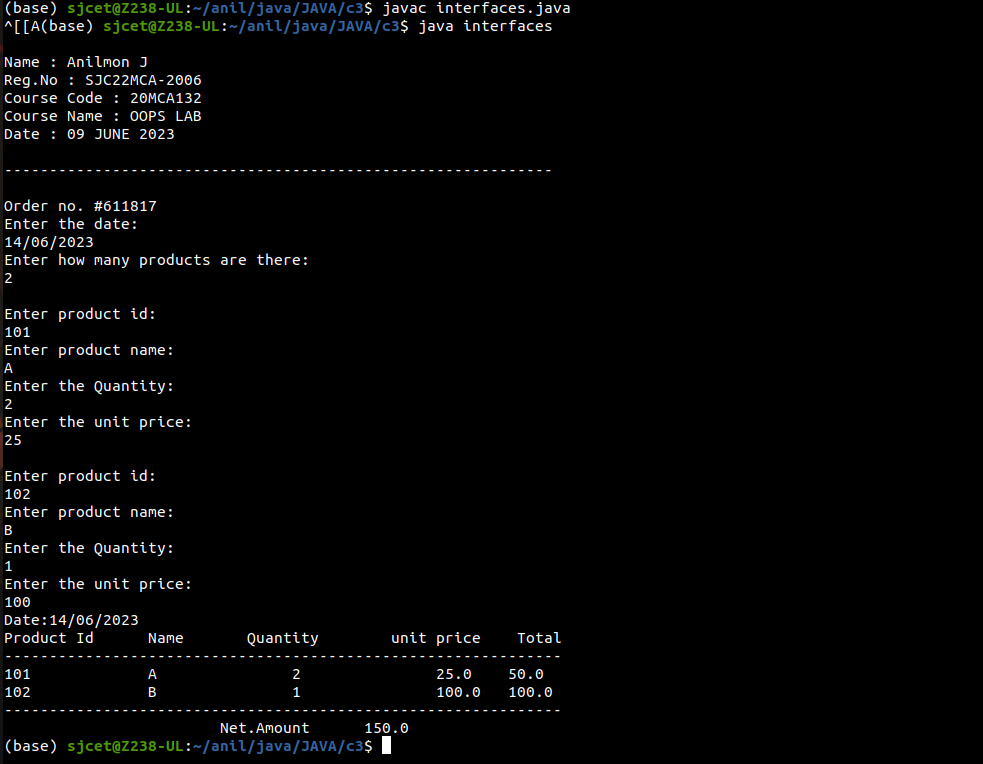 (base) sjcet@Z238-UL:~/anil/java/JAVA/c3$ javac interfaces.java
^[[A(base) sjcet@Z238-UL:~/anil/java/JAVA/c3$ java interfaces
Name : Anilmon J
Reg.No : SJC22MCA-2006
Course Code : 20MCA132
Course Name : OOPS LAB
Date : 09 JUNE 2023
-------------------------------------------------------------
Order no. #611817
Enter the date:
14/06/2023
Enter how many products are there:
2
Enter product id:
101
Enter product name:
A
Enter the Quantity:
2
Enter the unit price:
25
Enter product id:
102
Enter product name:
B
Enter the Quantity:
1
Enter the unit price:
100
Date:14/06/2023
Product Id      Name       Quantity        unit price    Total
--------------------------------------------------------------
101             A               2               25.0    50.0
102             B               1               100.0   100.0
--------------------------------------------------------------
                        Net.Amount      150.0
(base) sjcet@Z238-UL:~/anil/java/JAVA/c3$